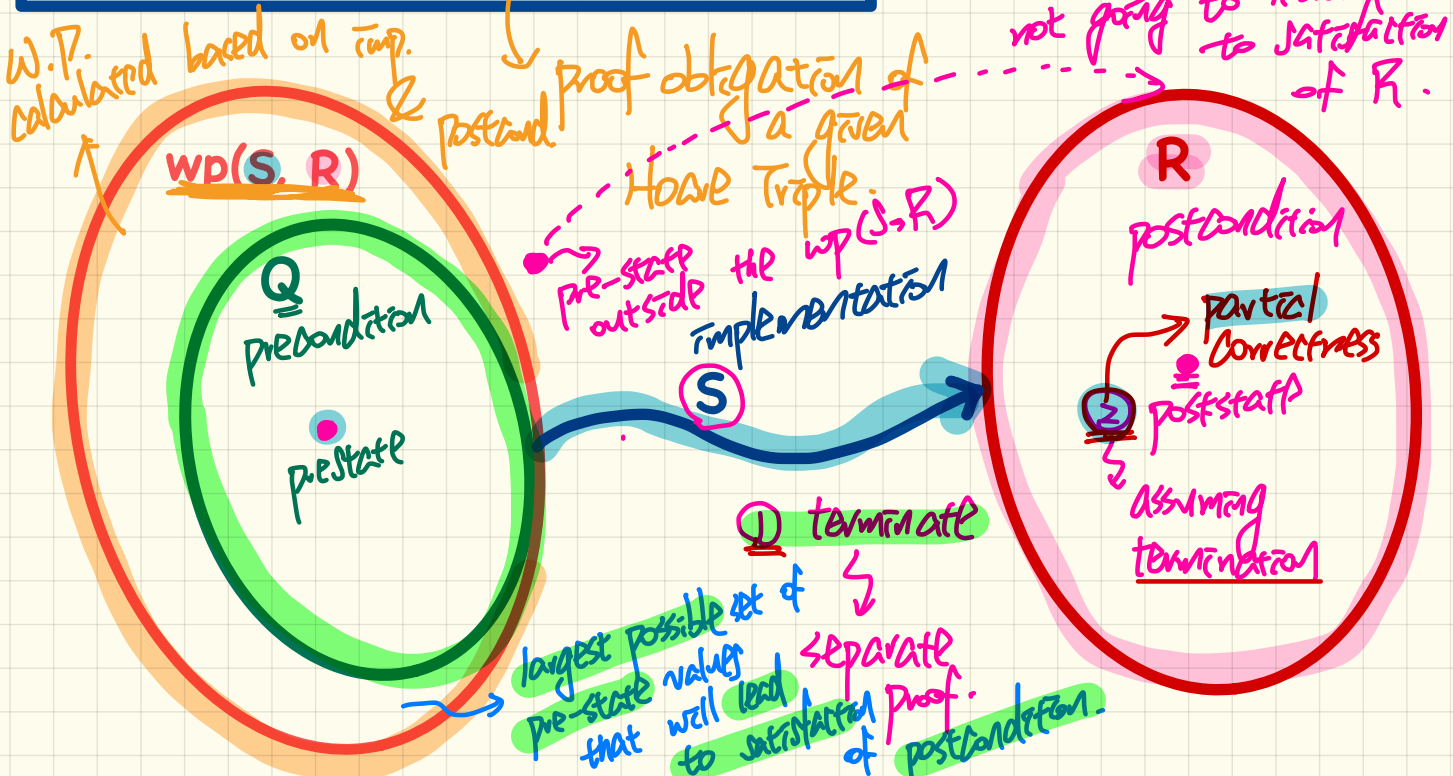 W.P.
calculated based on imp.
&
postcond.
proof obligation of
a given
Hoare Triple.
not going to
to satisfaction
of R.
wp(S, R)
Q
precondition
prestate
pre-state
outside the wp(S,R)
implementation
S
R
postcondition
partial
correctness
2
poststate
assuming
termination
1 terminate
separate
proof.
largest possible set of
pre-state values
that will lead
to satisfaction
of postcondition.